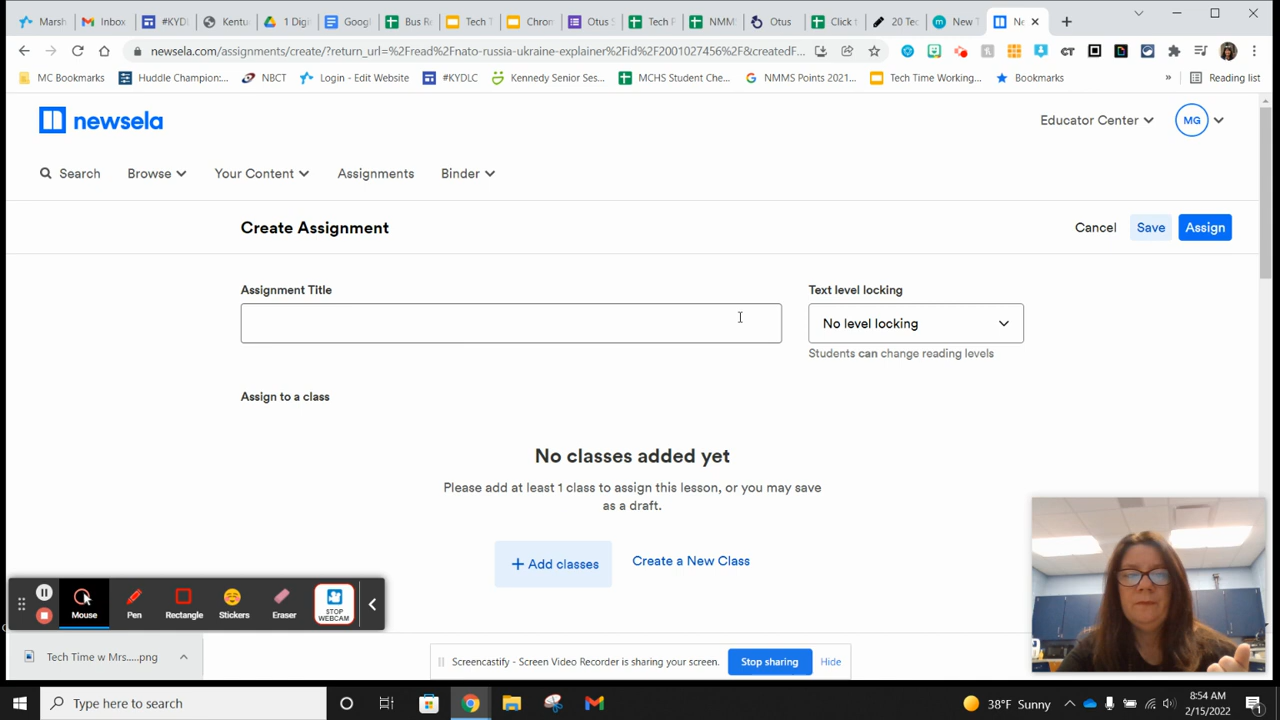 Marsh
Inbox
#KYDL
Kentu
1 Digi
Googl
Bus Re
Tech T
Chron
Otus S
Tech P
NMM
Otus
Click t
20 Tec
New T
Ne
newsela.com/assignments/create/?return_url=%2Fread%2Fnato-russia-ukraine-explainer%2Fid%2F2001027456%2F&createdF...
MC Bookmarks
Huddle Champion:...
NBCT
Login - Edit Website
#KYDLC
Kennedy Senior Ses...
MCHS Student Che...
NMMS Points 2021...
Tech Time Working...
Bookmarks
»
Reading list
newsela
Educator Center
MG
Search
Browse
Your Content
Assignments
Binder
Create Assignment
Cancel
Save
Assign
Assignment Title
Text level locking
No level locking
Students can change reading levels
Assign to a class
No classes added yet
Please add at least 1 class to assign this lesson, or you may save
as a draft.
+ Add classes
Create a New Class
Mouse
Pen
Rectangle
Stickers
Eraser
STOP
WEBCAM
Tech Time w Mrs.....png
Screencastify - Screen Video Recorder is sharing your screen.
Stop sharing
Hide
Type here to search
38°F Sunny
8:54 AM
2/15/2022
1